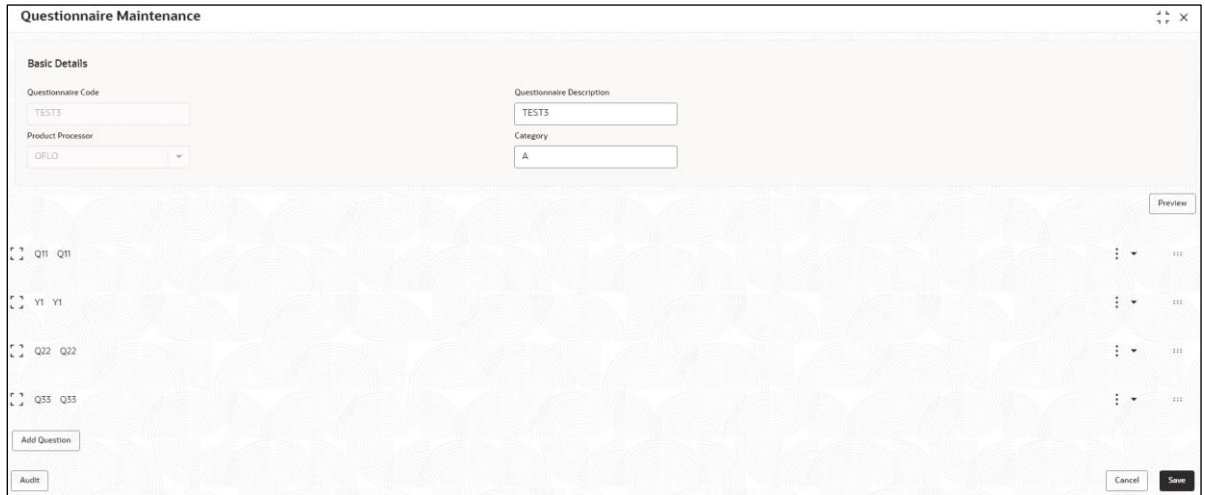 Questionnaire Maintenance
Basic Details
Questionnaire Code Questionnaire Description
TEST3 TEST3
Product Processor Category
OFLO A
Preview
Q11 Q11
Y1 Y1
Q22 Q22
Q33 Q33
Add Question
Audit Cancel Save